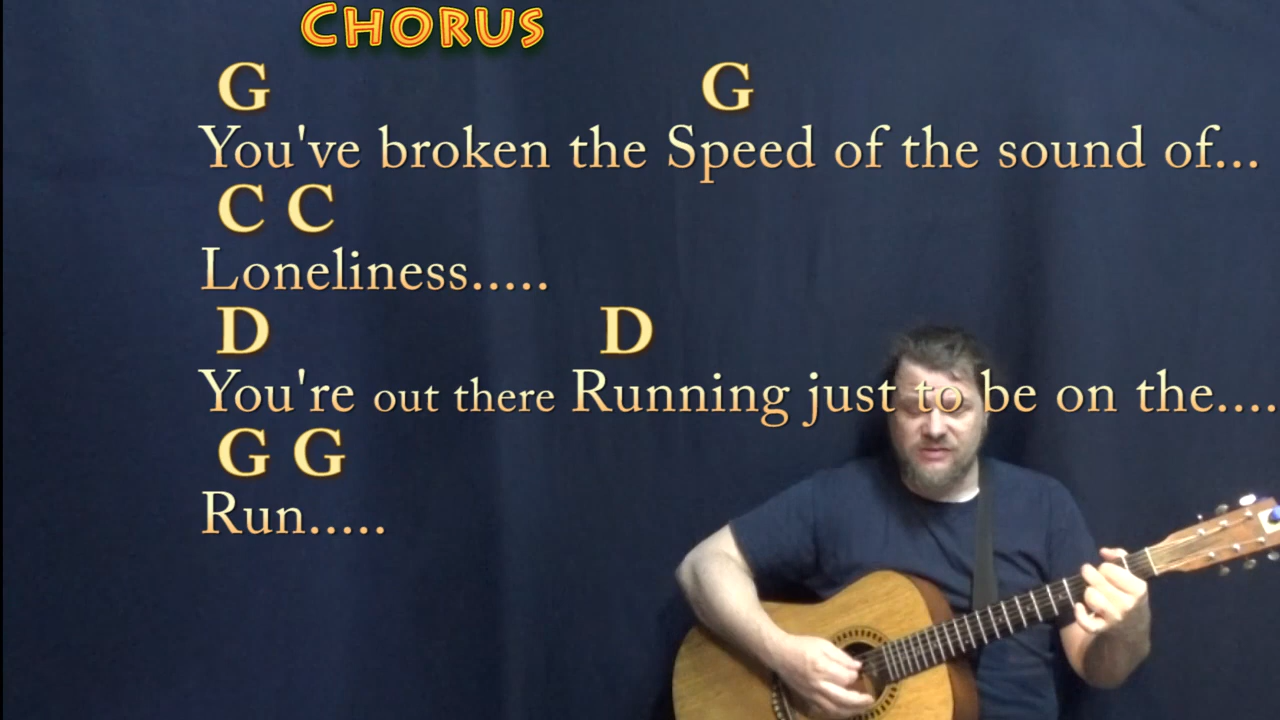 CHORUS
G G
You've broken the Speed of the sound of...
C C
Loneliness.....
D D
You're out there Running just to be on the....
G G
Run.....